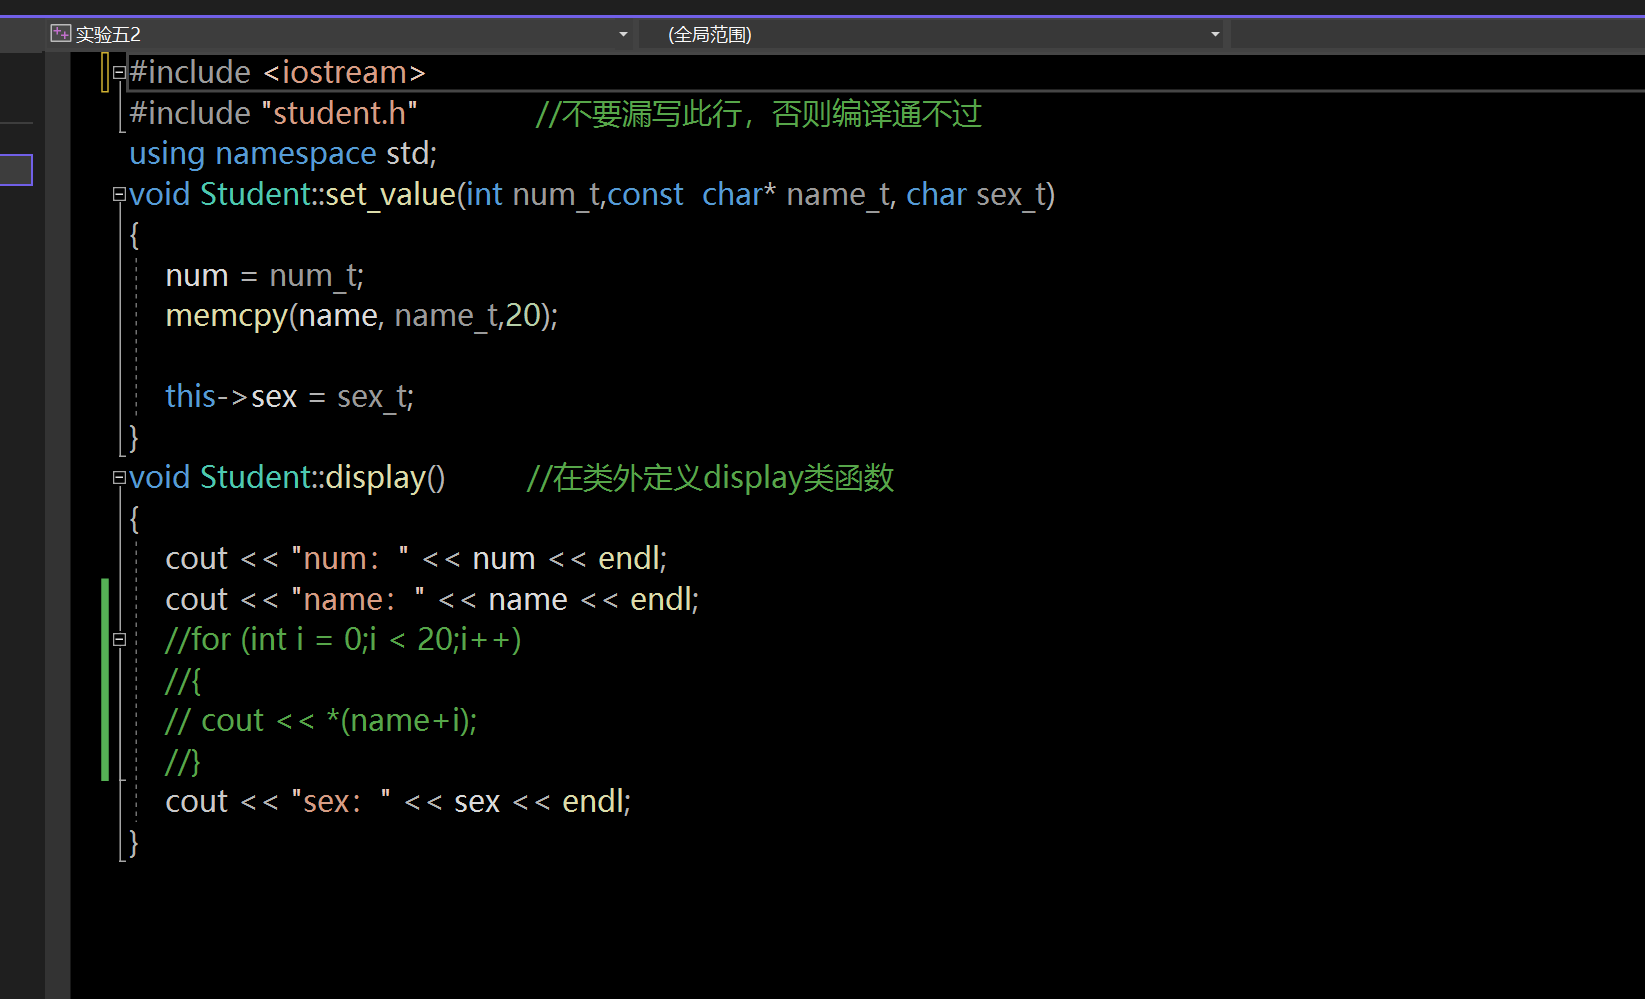 实验五2
(全局范围)
#include <iostream>
#include "student.h" //不要漏写此行，否则编译通不过
using namespace std;
void Student::set_value(int num_t,const  char* name_t, char sex_t)
{
num = num_t;
memcpy(name, name_t,20);
this->sex = sex_t;
}
void Student::display() //在类外定义display类函数
{
cout << "num：" << num << endl;
cout << "name：" << name << endl;
//for (int i = 0;i < 20;i++)
//{
// cout << *(name+i);
//}
cout << "sex：" << sex << endl;
}